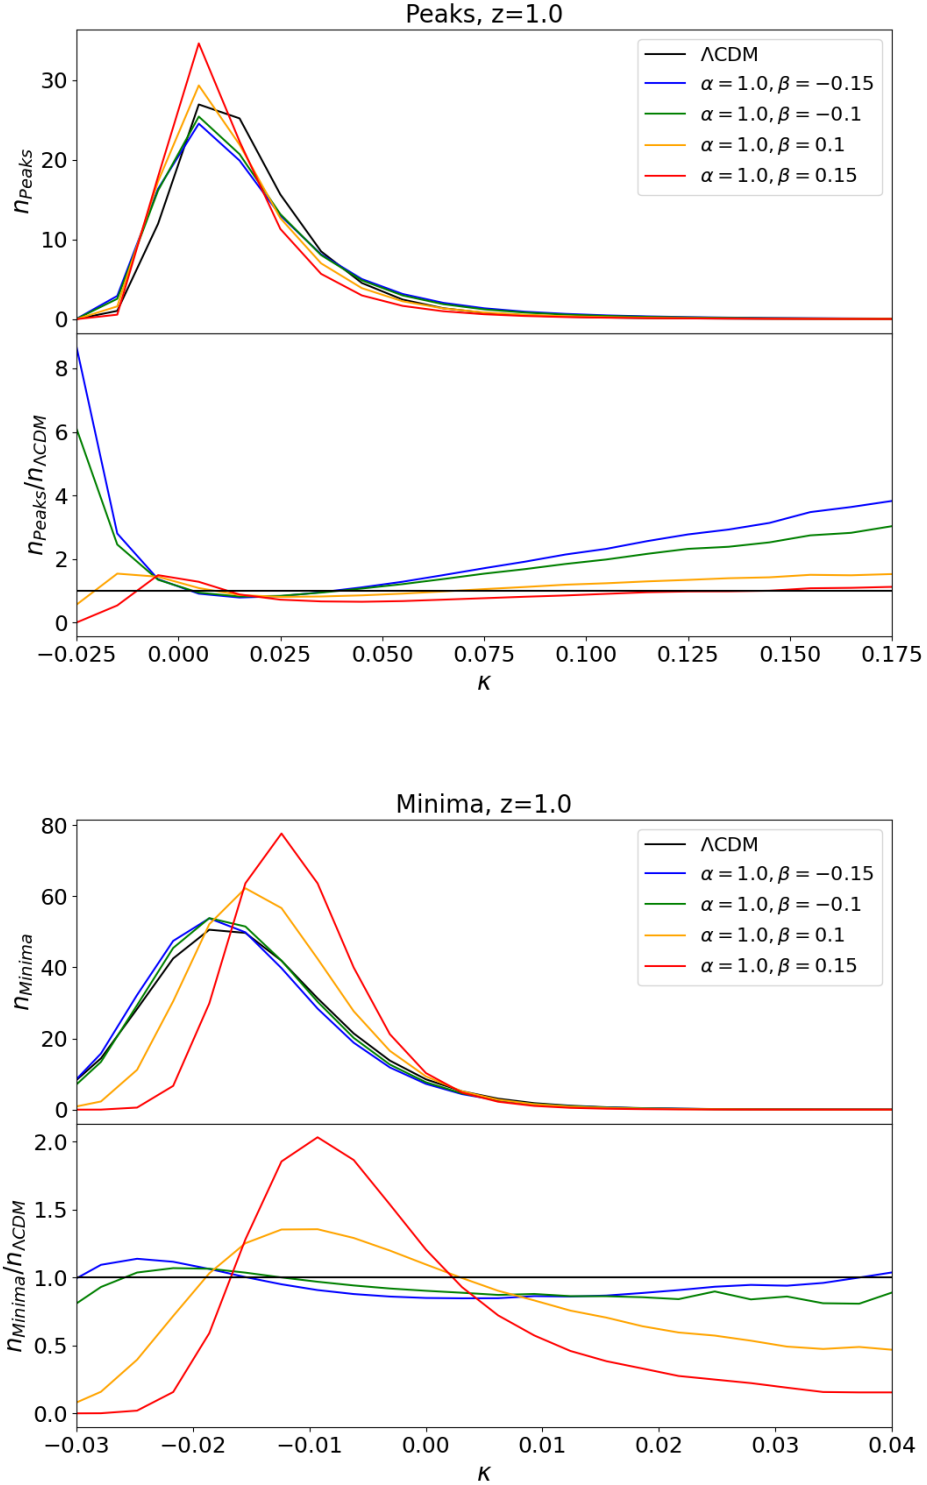 Peaks, z=1.0
n_Peaks
30
20
10
0
ΛCDM
α = 1.0, β = −0.15
α = 1.0, β = −0.1
α = 1.0, β = 0.1
α = 1.0, β = 0.15
n_Peaks/n_ΛCDM
8
6
4
2
0
−0.025 0.000 0.025 0.050 0.075 0.100 0.125 0.150 0.175
κ
Minima, z=1.0
n_Minima
80
60
40
20
0
ΛCDM
α = 1.0, β = −0.15
α = 1.0, β = −0.1
α = 1.0, β = 0.1
α = 1.0, β = 0.15
n_Minima/n_ΛCDM
2.0
1.5
1.0
0.5
0.0
−0.03 −0.02 −0.01 0.00 0.01 0.02 0.03 0.04
κ